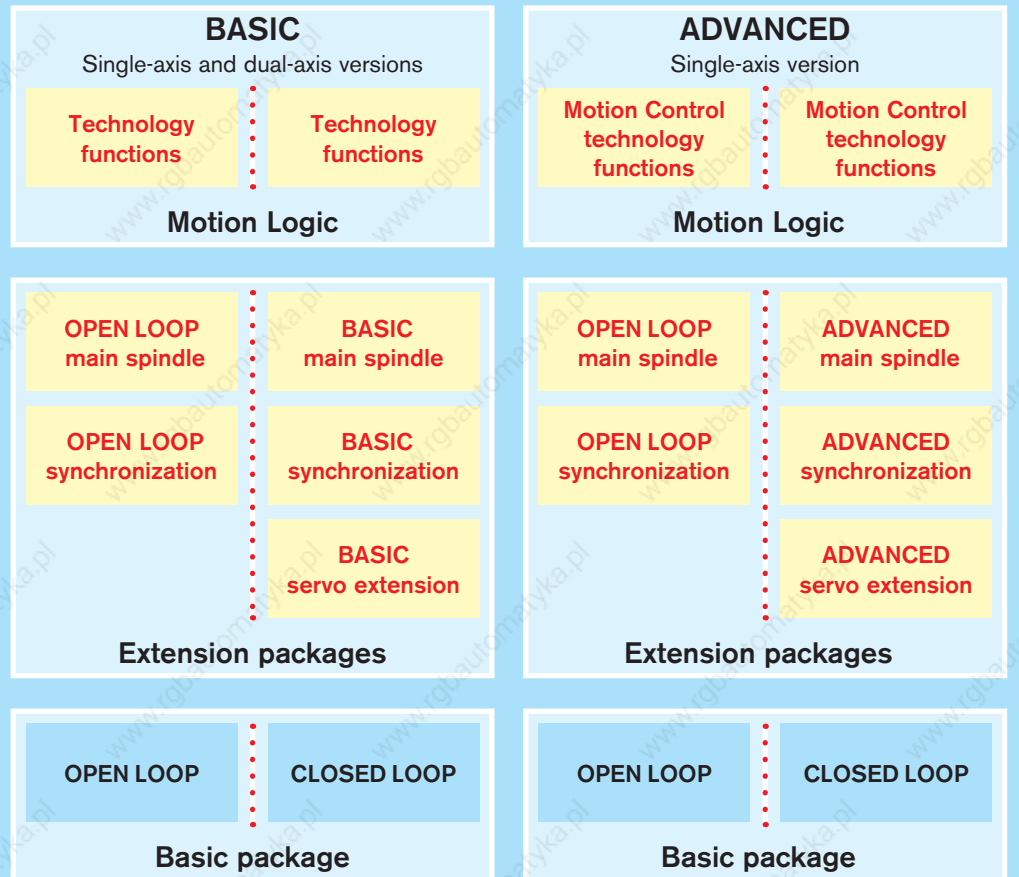 BASIC
Single-axis and dual-axis versions
Technology
functions
Technology
functions
Motion Logic
OPEN LOOP
main spindle
BASIC
main spindle
OPEN LOOP
synchronization
BASIC
synchronization
BASIC
servo extension
Extension packages
OPEN LOOP
CLOSED LOOP
Basic package
ADVANCED
Single-axis version
Motion Control
technology
functions
Motion Control
technology
functions
Motion Logic
OPEN LOOP
main spindle
ADVANCED
main spindle
OPEN LOOP
synchronization
ADVANCED
synchronization
ADVANCED
servo extension
Extension packages
OPEN LOOP
CLOSED LOOP
Basic package
www.rgbautomatyka.pl